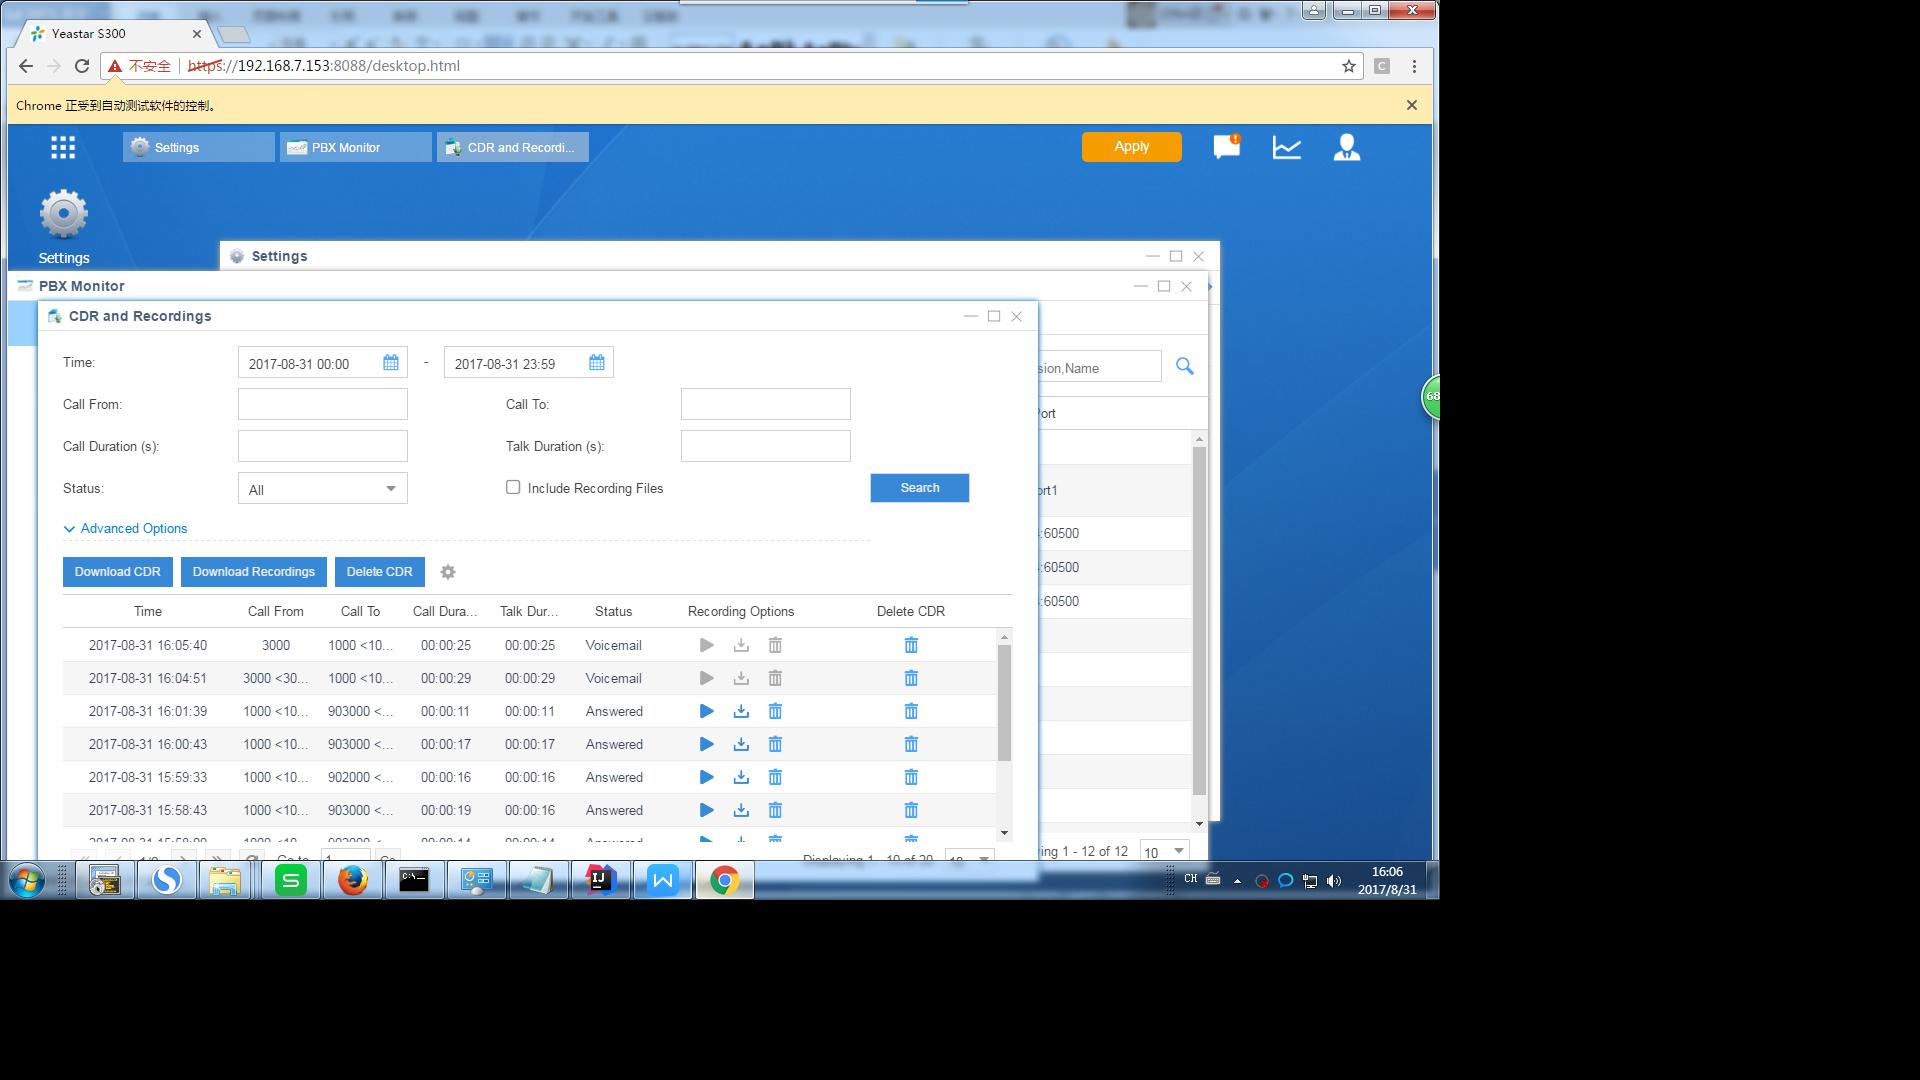 Yeastar S300
不安全 https://192.168.7.153:8088/desktop.html
Chrome 正受到自动测试软件的控制。
Settings PBX Monitor CDR and Recordi... Apply
Settings
Settings
PBX Monitor
CDR and Recordings
Time: 2017-08-31 00:00 - 2017-08-31 23:59
sion,Name
Call From: Call To:
Port
Call Duration (s): Talk Duration (s):
Status: All Include Recording Files Search
ort1
Advanced Options
:60500
:60500
:60500
Download CDR Download Recordings Delete CDR
Time Call From Call To Call Dura... Talk Dur... Status Recording Options Delete CDR
2017-08-31 16:05:40 3000 1000 <10... 00:00:25 00:00:25 Voicemail
2017-08-31 16:04:51 3000 <30... 1000 <10... 00:00:29 00:00:29 Voicemail
2017-08-31 16:01:39 1000 <10... 903000 <... 00:00:11 00:00:11 Answered
2017-08-31 16:00:43 1000 <10... 903000 <... 00:00:17 00:00:17 Answered
2017-08-31 15:59:33 1000 <10... 902000 <... 00:00:16 00:00:16 Answered
2017-08-31 15:58:43 1000 <10... 903000 <... 00:00:19 00:00:16 Answered
Go to 1 Go Displaying 1 - 10 of 20 10
ying 1 - 12 of 12 10
68
CH
16:06
2017/8/31